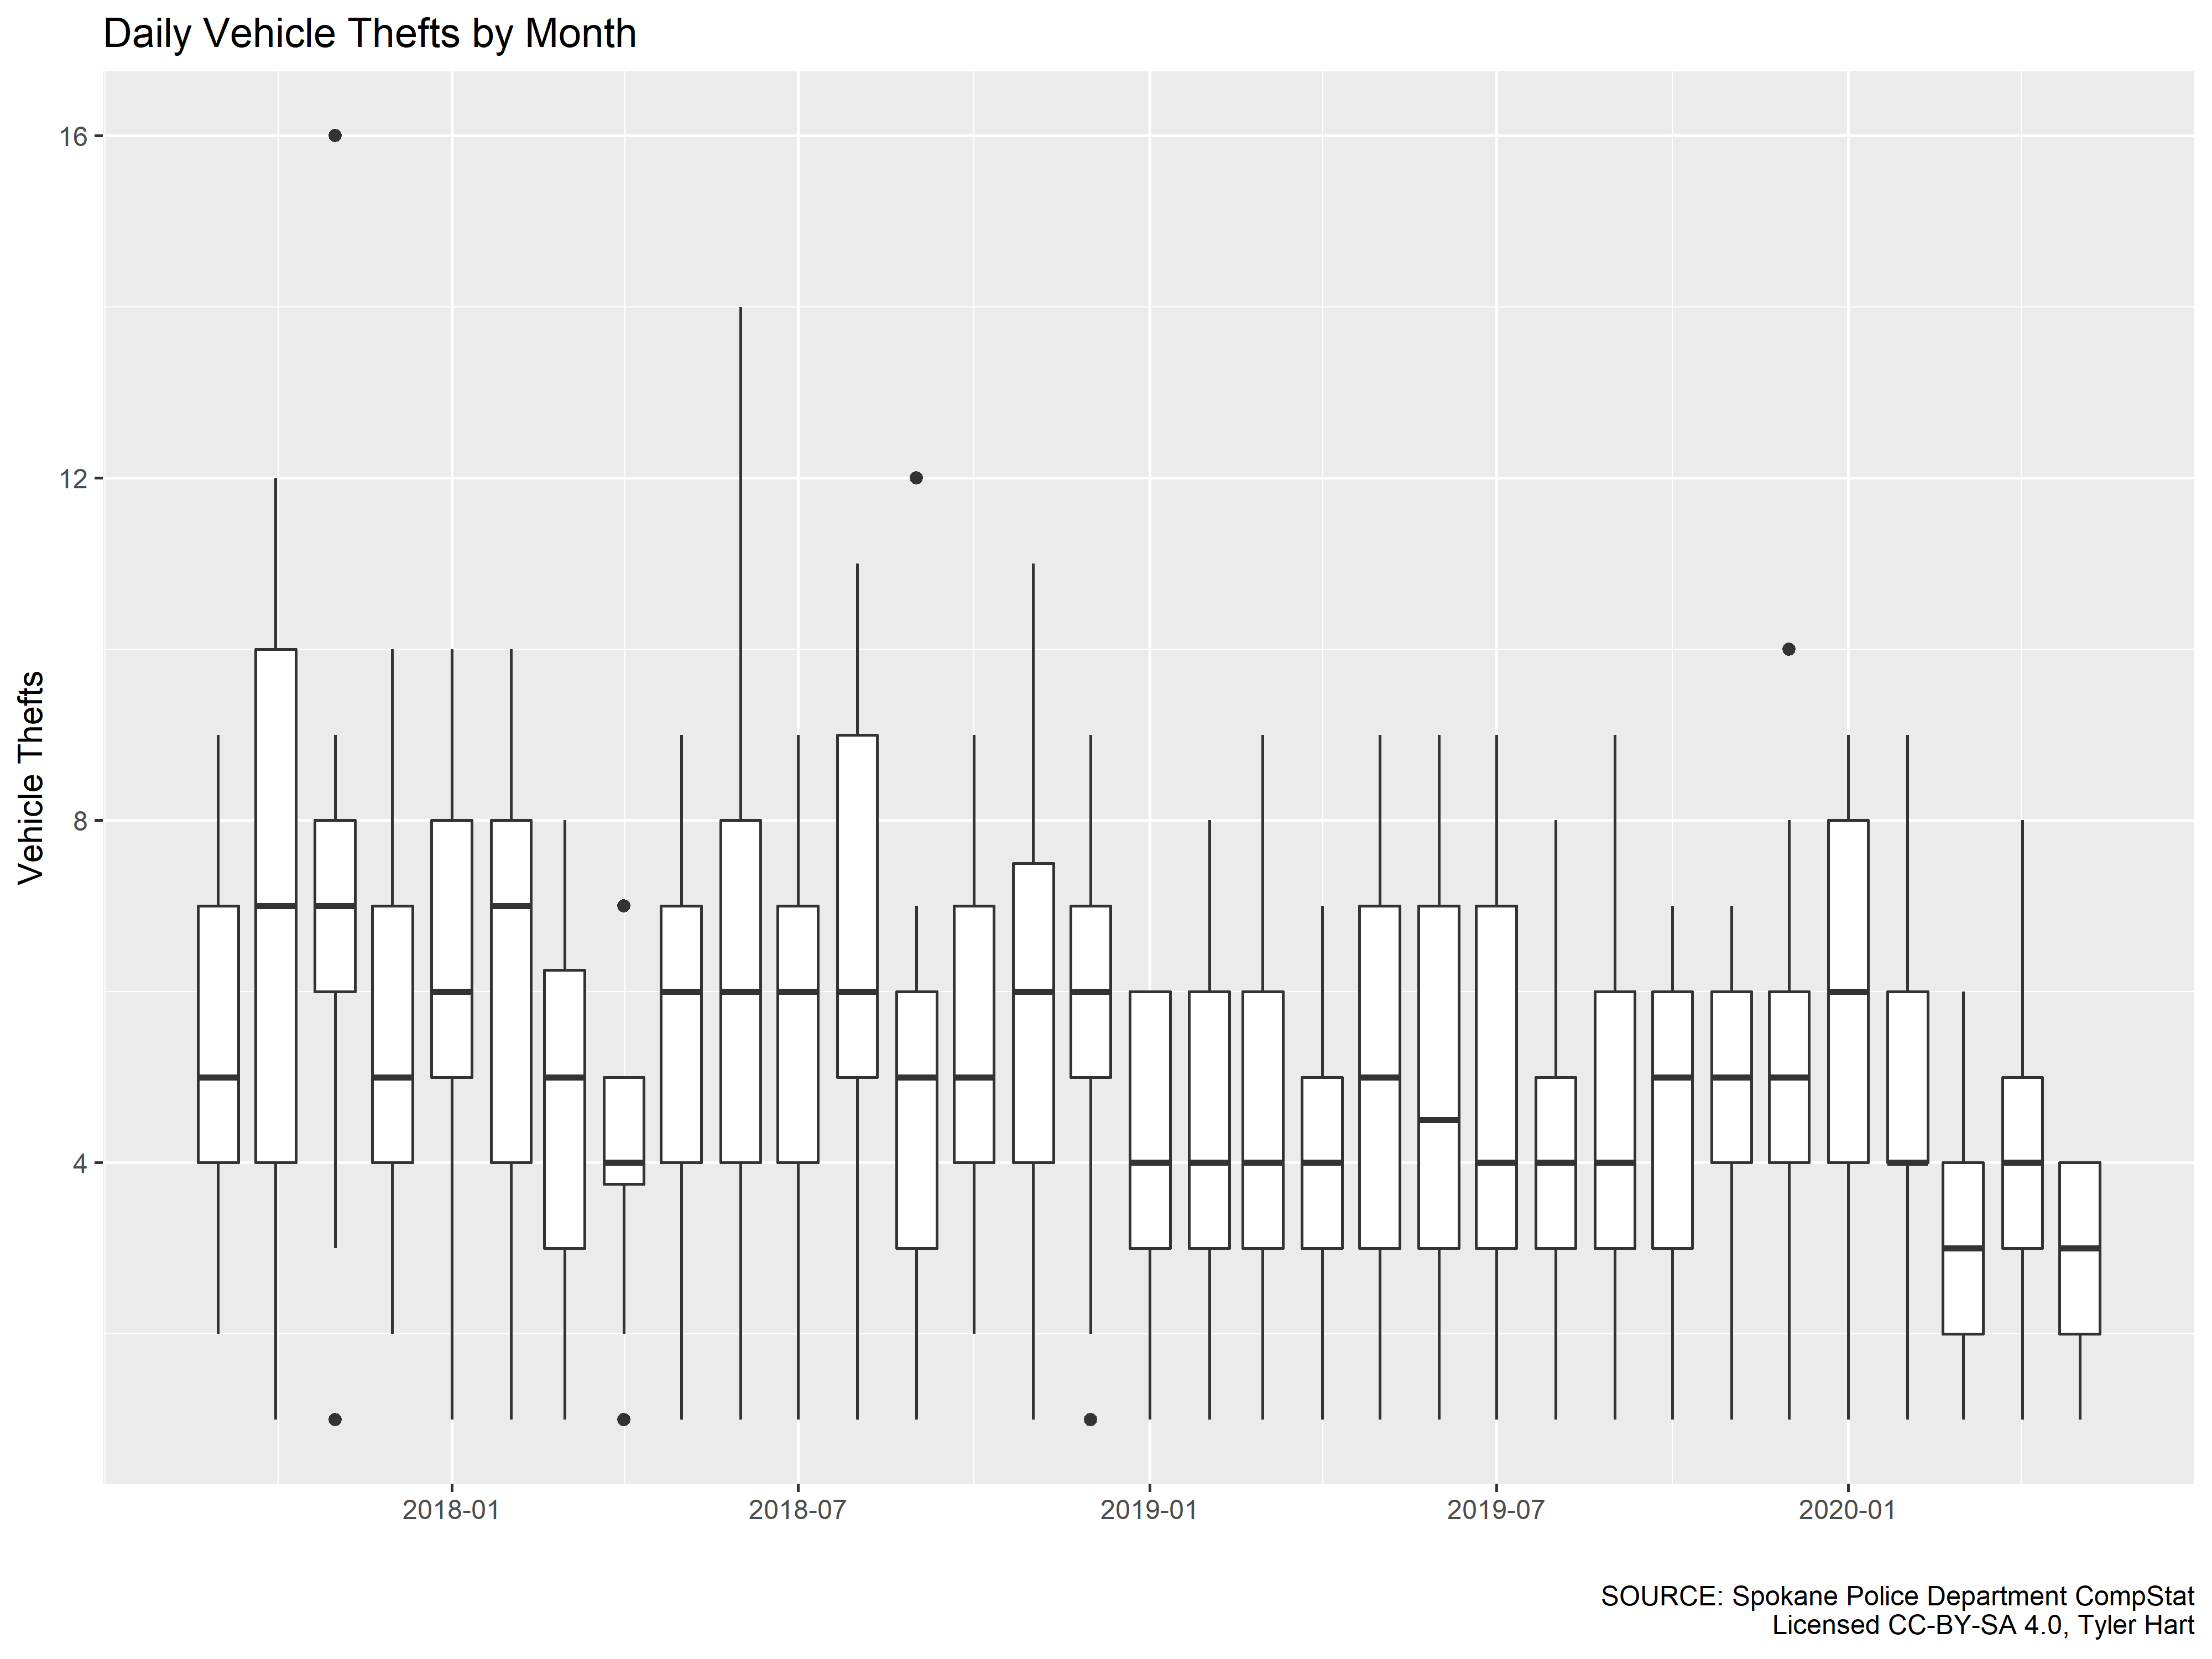 Daily Vehicle Thefts by Month
16
12
8
4
Vehicle Thefts
2018-01
2018-07
2019-01
2019-07
2020-01
SOURCE: Spokane Police Department CompStat
Licensed CC-BY-SA 4.0, Tyler Hart